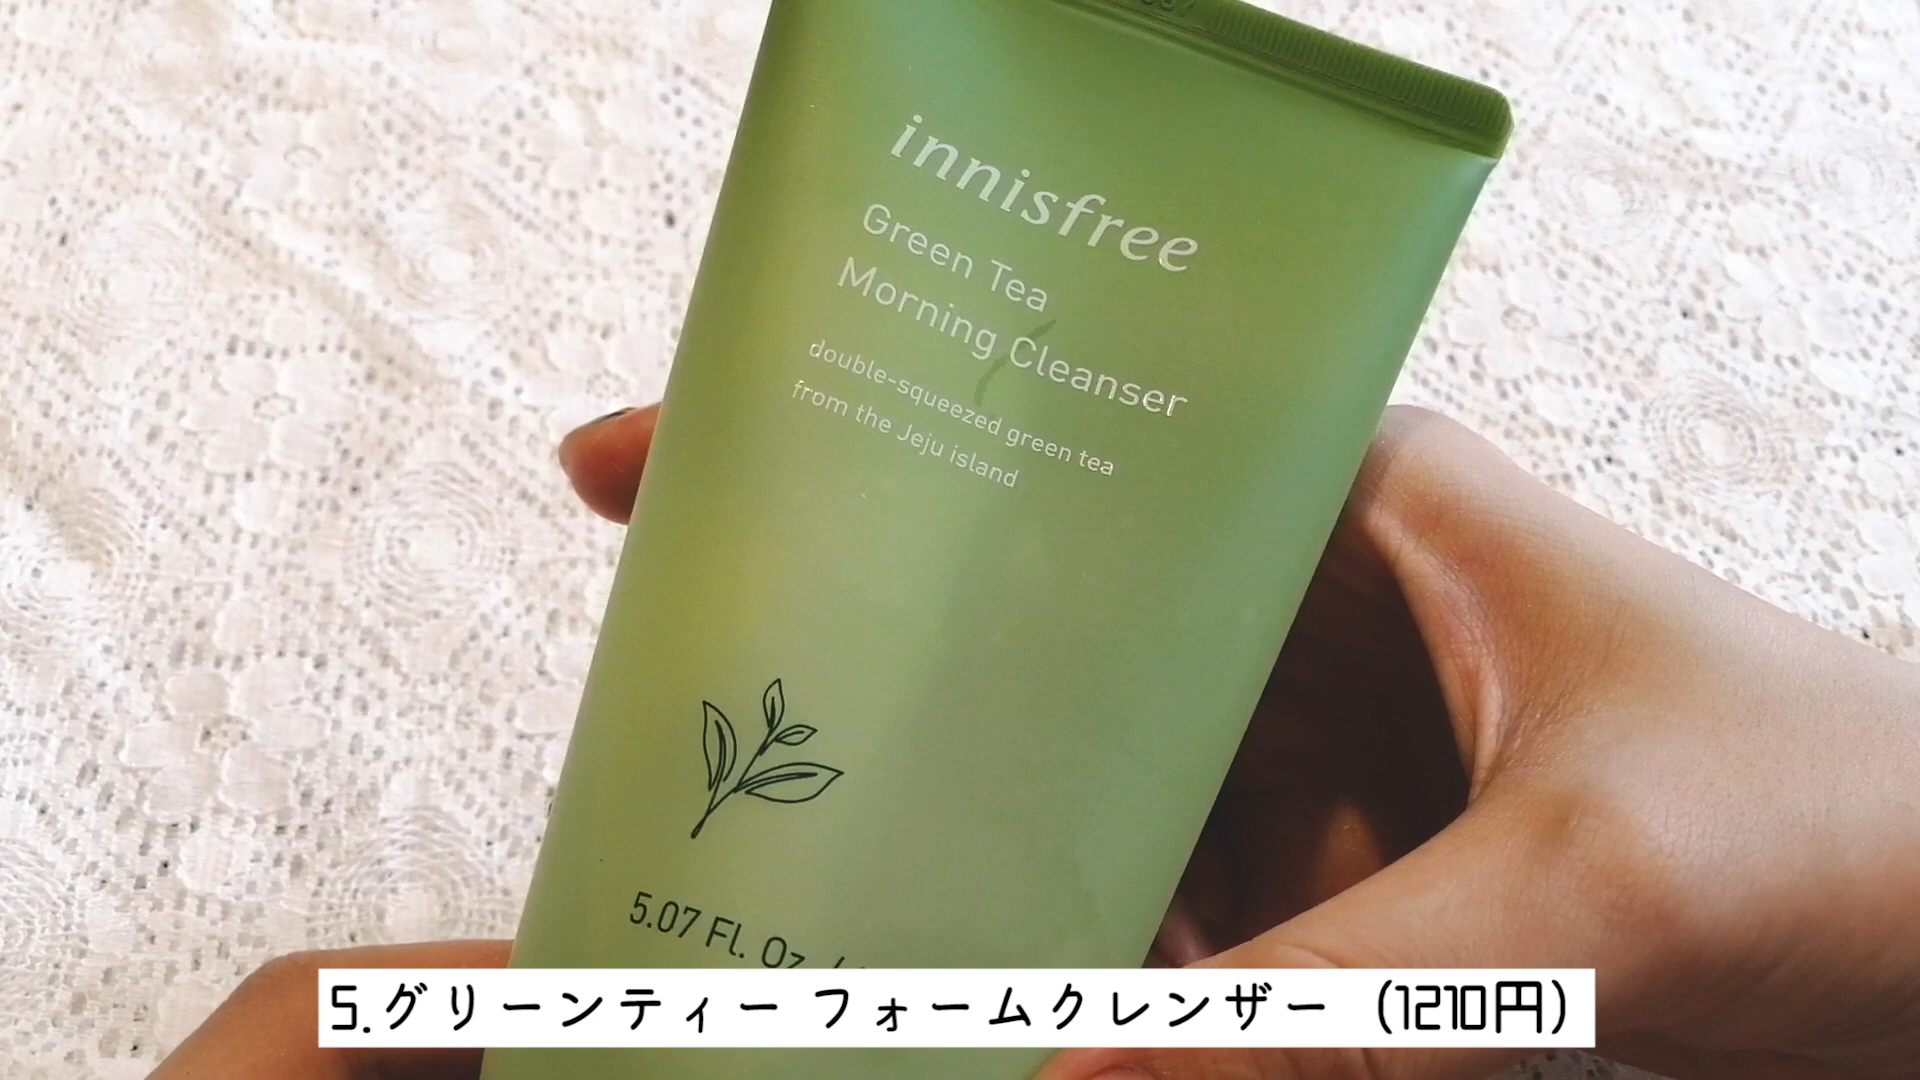 innisfree
Green Tea
Morning Cleanser
double-squeezed green tea
from the Jeju island
5.07 Fl. Oz
5.グリーンティー フォームクレンザー (1210円)